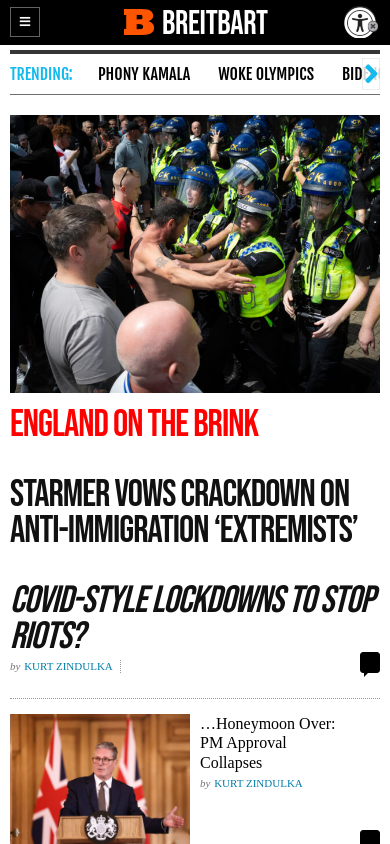 BREITBART
TRENDING: PHONY KAMALA WOKE OLYMPICS BID
ENGLAND ON THE BRINK
STARMER VOWS CRACKDOWN ON
ANTI-IMMIGRATION ‘EXTREMISTS’
COVID-STYLE LOCKDOWNS TO STOP
RIOTS?
by KURT ZINDULKA
…Honeymoon Over:
PM Approval
Collapses
by KURT ZINDULKA